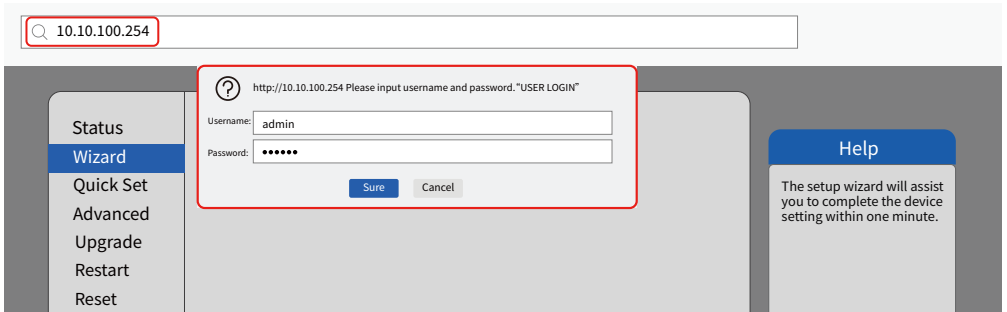 10.10.100.254
http://10.10.100.254 Please input username and password."USER LOGIN"
Username: admin
Password: ••••••
Sure Cancel
Status
Wizard
Quick Set
Advanced
Upgrade
Restart
Reset
Help
The setup wizard will assist
you to complete the device
setting within one minute.